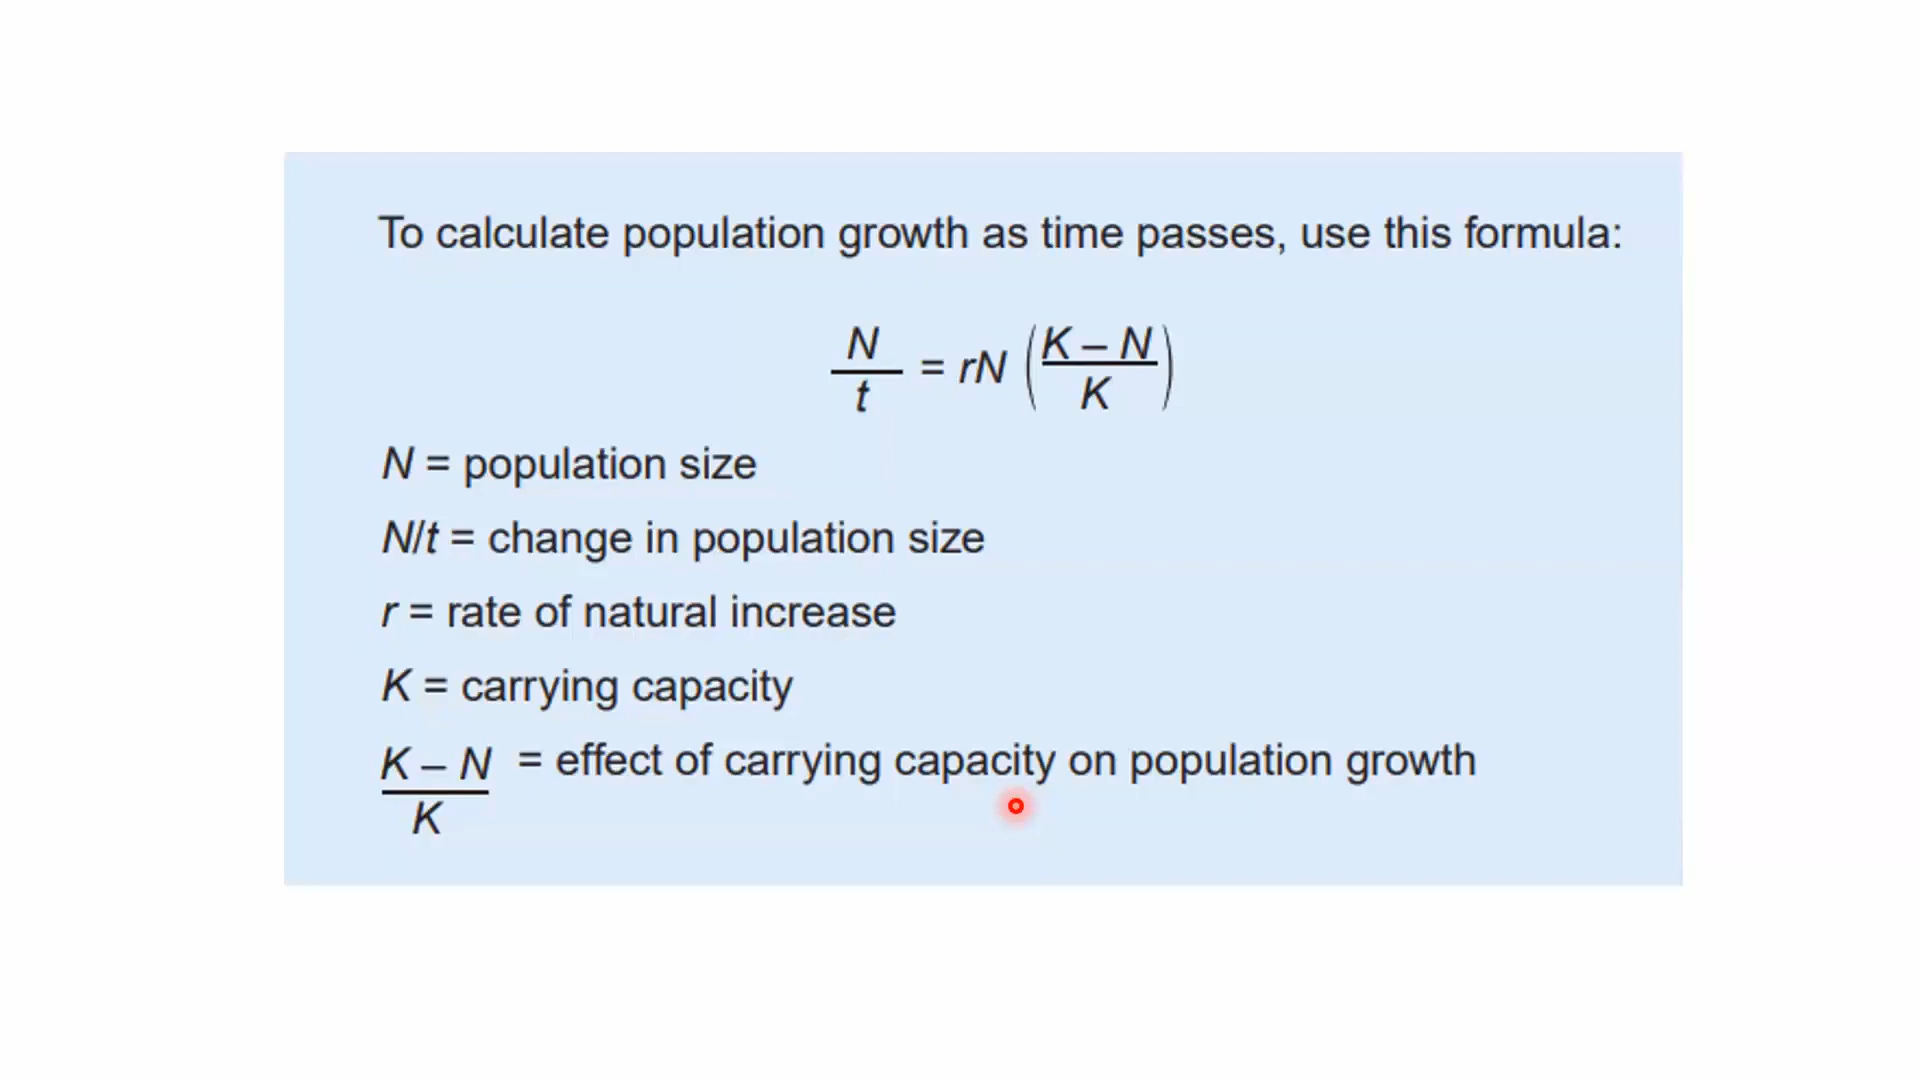 To calculate population growth as time passes, use this formula:
N/t = rN (K – N / K)
N = population size
N/t = change in population size
r = rate of natural increase
K = carrying capacity
K – N / K = effect of carrying capacity on population growth